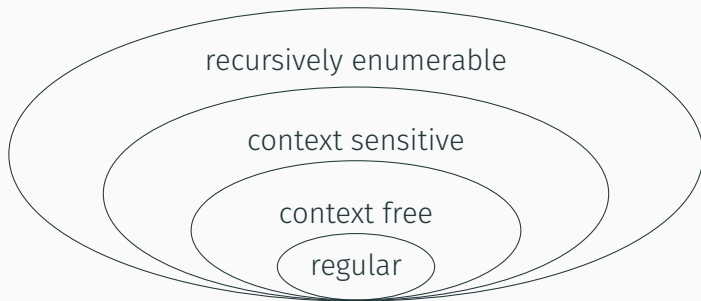 recursively enumerable
context sensitive
context free
regular